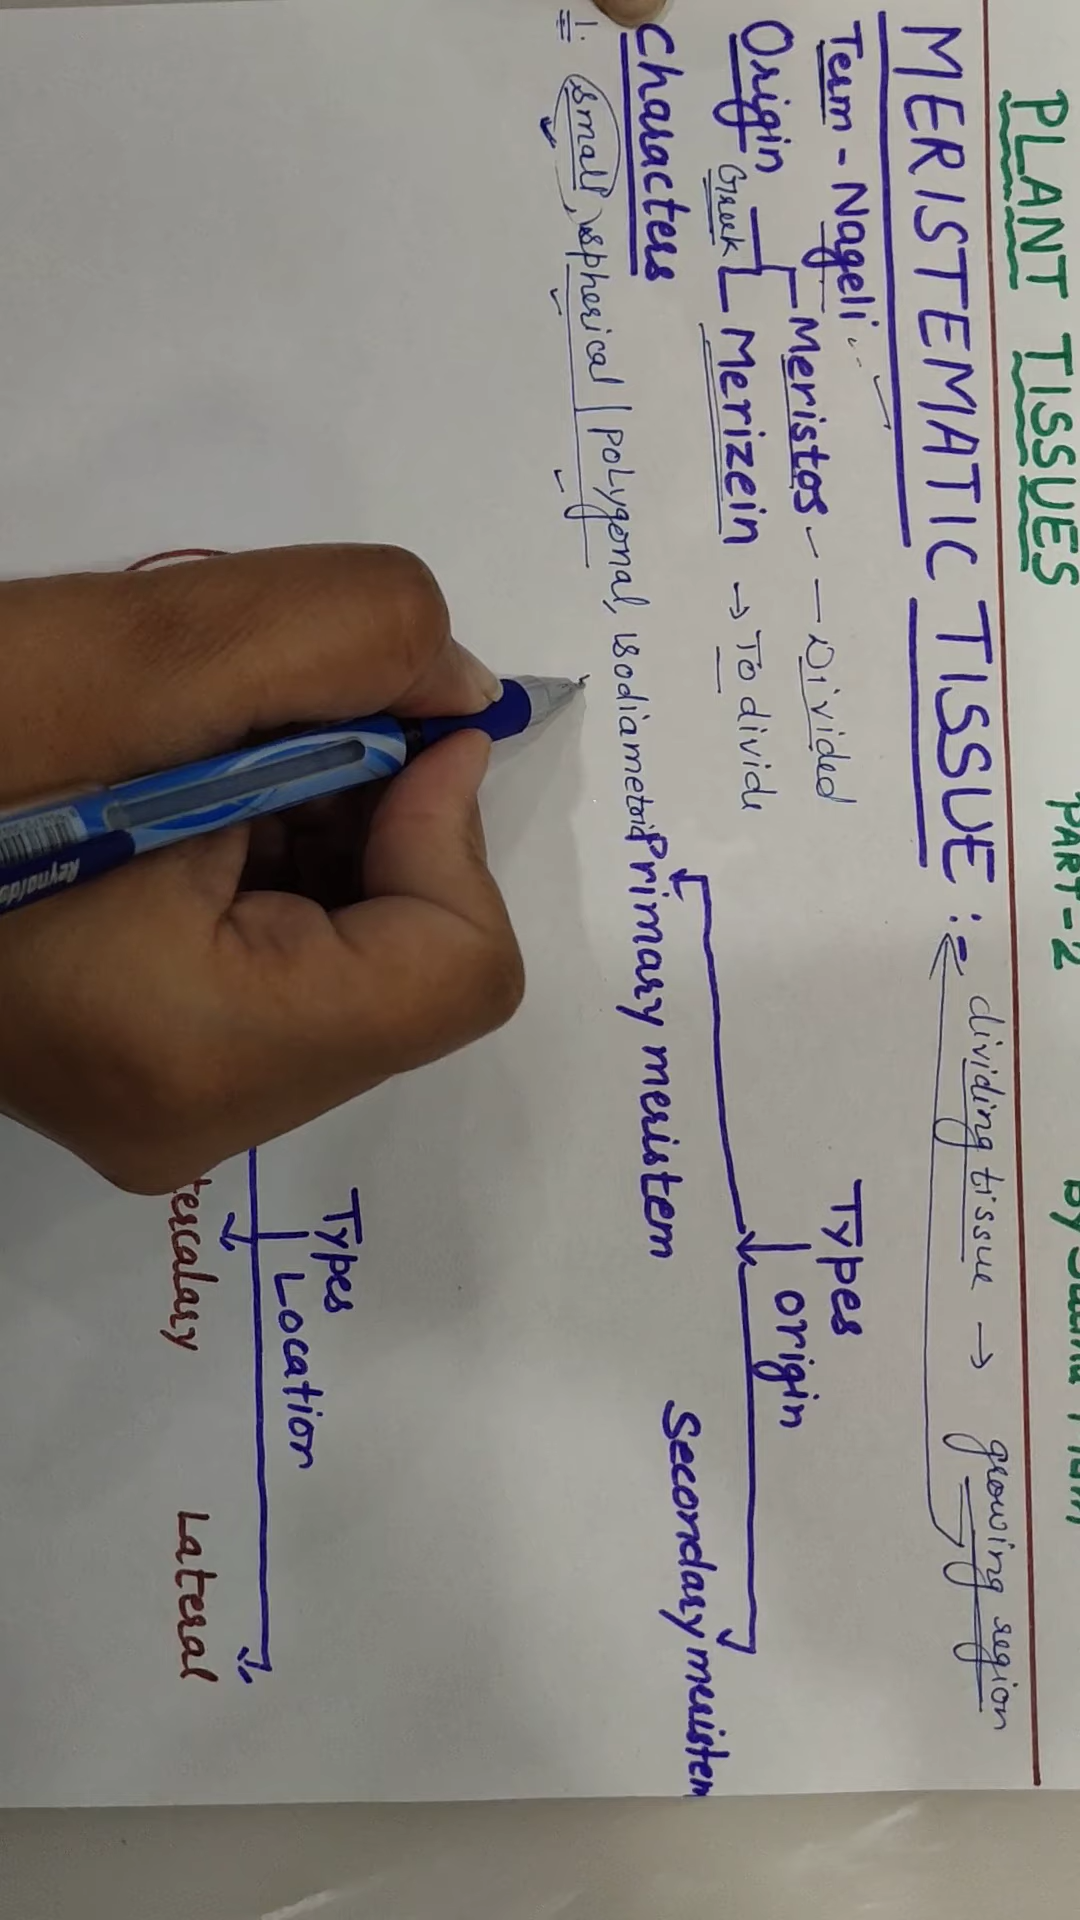 PLANT TISSUES PART-2
MERISTEMATIC TISSUE :- dividing tissue → growing region
Term - Nageli
Origin Meristos - Divided
Greek Merizein → To divide
Types
Origin
Primary meristem Secondary meristem
Characters
1. small, spherical | polygonal, isodiametric
Types
Location
Lateral
Reynolds